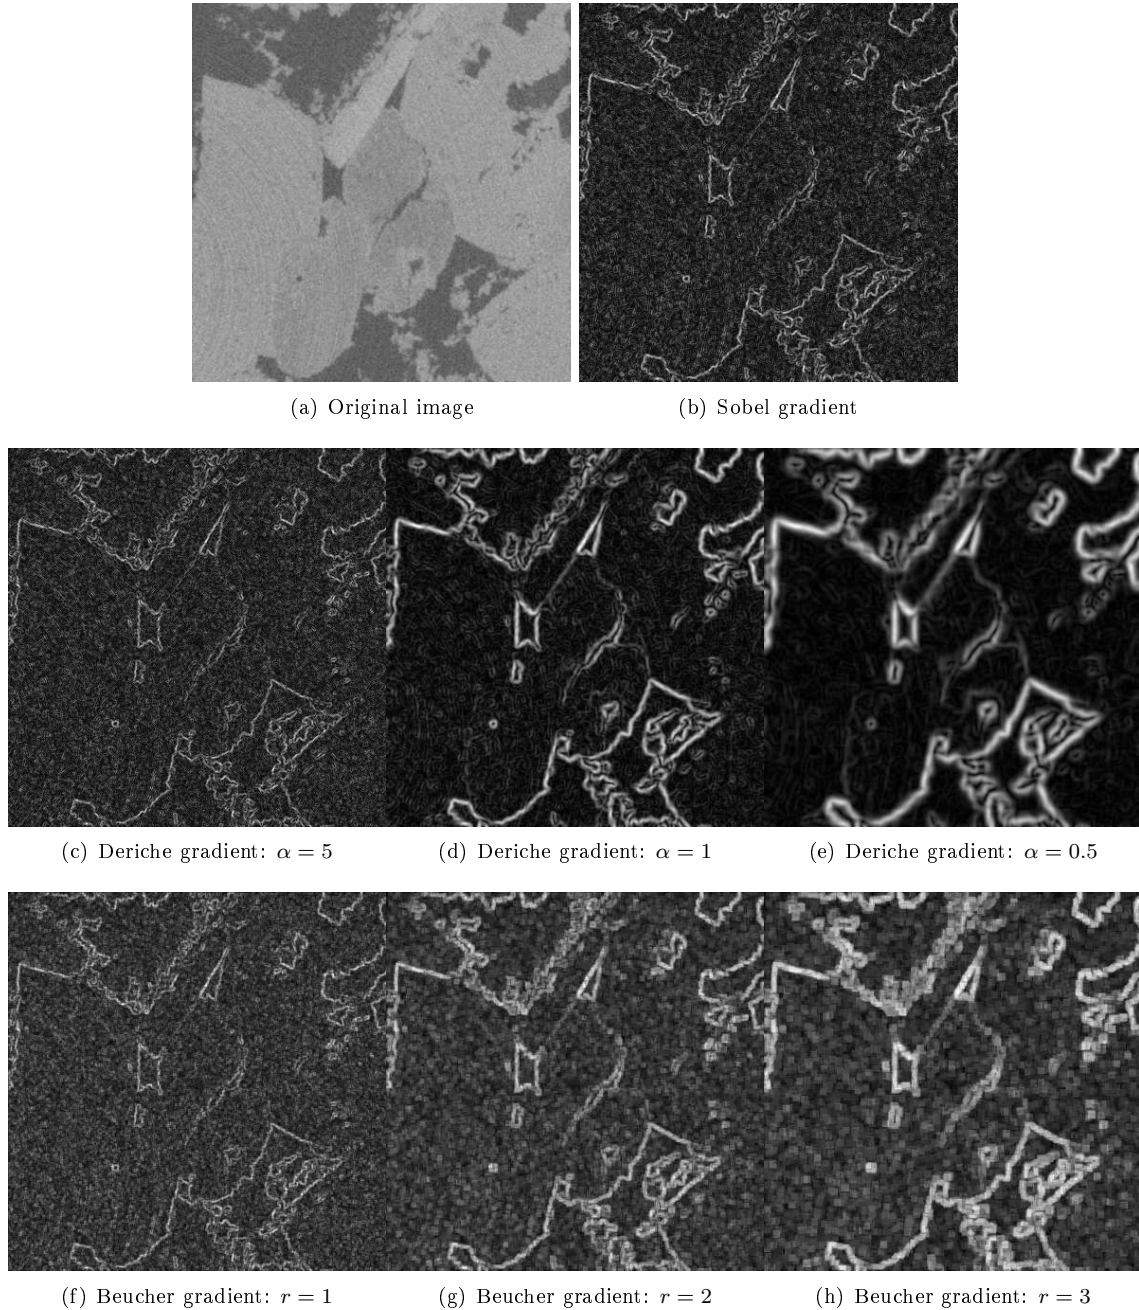 (a) Original image
(b) Sobel gradient
(c) Deriche gradient: α = 5
(d) Deriche gradient: α = 1
(e) Deriche gradient: α = 0.5
(f) Beucher gradient: r = 1
(g) Beucher gradient: r = 2
(h) Beucher gradient: r = 3